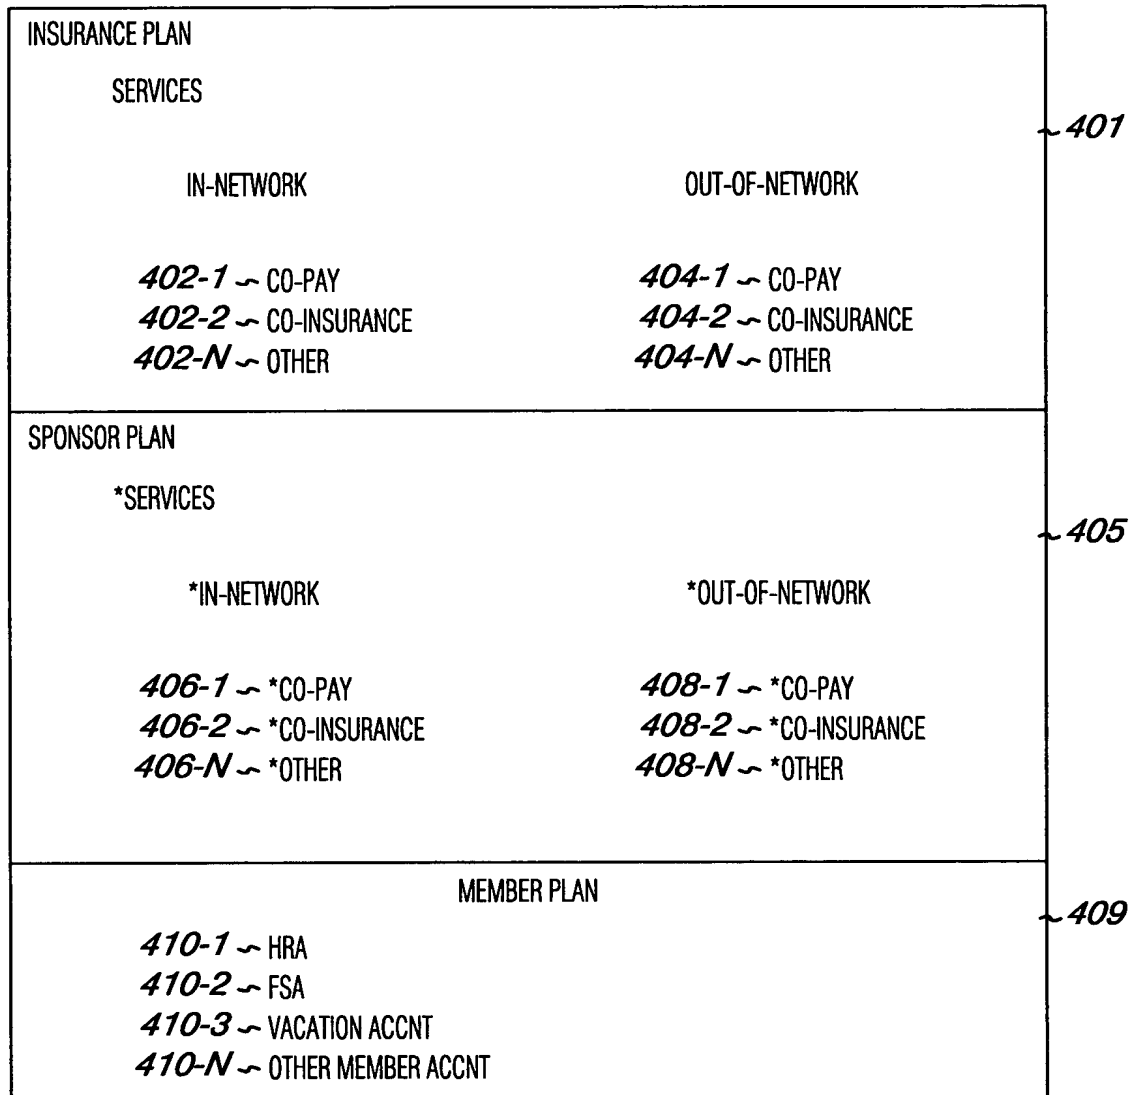 INSURANCE PLAN
SERVICES
401
IN-NETWORK OUT-OF-NETWORK
402-1 ~ CO-PAY 404-1 ~ CO-PAY
402-2 ~ CO-INSURANCE 404-2 ~ CO-INSURANCE
402-N ~ OTHER 404-N ~ OTHER
SPONSOR PLAN
*SERVICES
405
*IN-NETWORK *OUT-OF-NETWORK
406-1 ~ *CO-PAY 408-1 ~ *CO-PAY
406-2 ~ *CO-INSURANCE 408-2 ~ *CO-INSURANCE
406-N ~ *OTHER 408-N ~ *OTHER
MEMBER PLAN
409
410-1 ~ HRA
410-2 ~ FSA
410-3 ~ VACATION ACCNT
410-N ~ OTHER MEMBER ACCNT